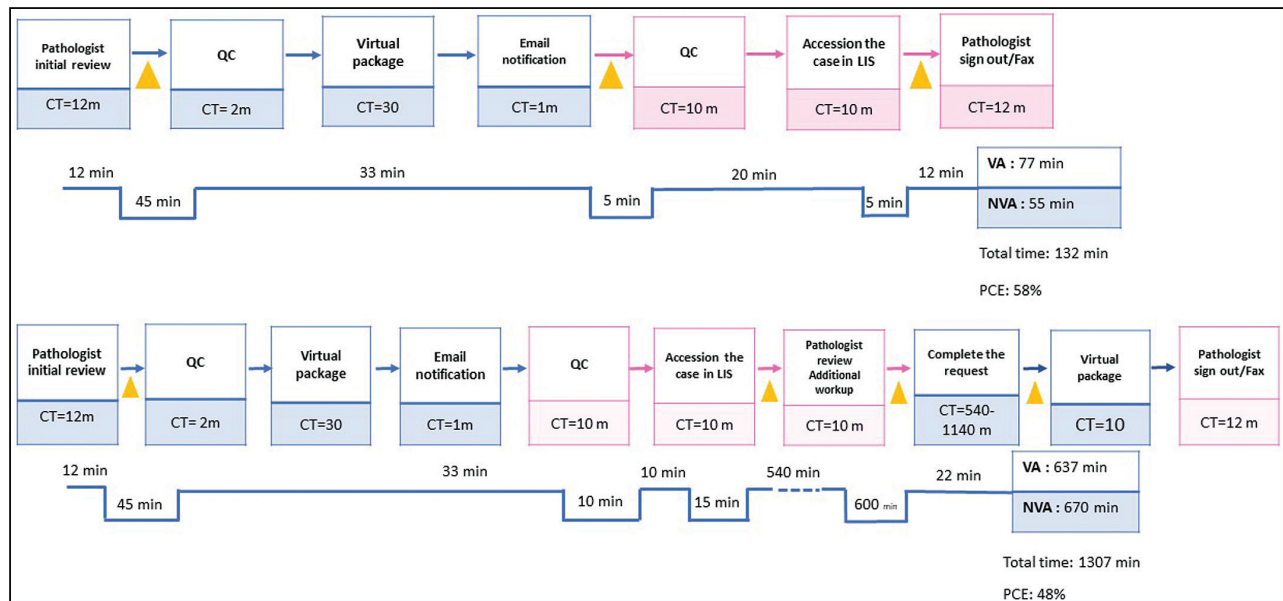 Pathologist
initial review
CT=12m
QC
CT= 2m
Virtual
package
CT=30
Email
notification
CT=1m
QC
CT=10 m
Accession the
case in LIS
CT=10 m
Pathologist
sign out/Fax
CT=12 m
12 min
45 min
33 min
5 min
20 min
5 min
12 min
VA : 77 min
NVA : 55 min
Total time: 132 min
PCE: 58%
Pathologist
initial review
CT=12m
QC
CT= 2m
Virtual
package
CT=30
Email
notification
CT=1m
QC
CT=10 m
Accession the
case in LIS
CT=10 m
Pathologist
review
Additional
workup
CT=10 m
Complete the
request
CT=540-
1140 m
Virtual
package
CT=10
Pathologist
sign out/Fax
CT=12 m
12 min
45 min
33 min
10 min
10 min
15 min
540 min
600 min
22 min
VA : 637 min
NVA : 670 min
Total time: 1307 min
PCE: 48%